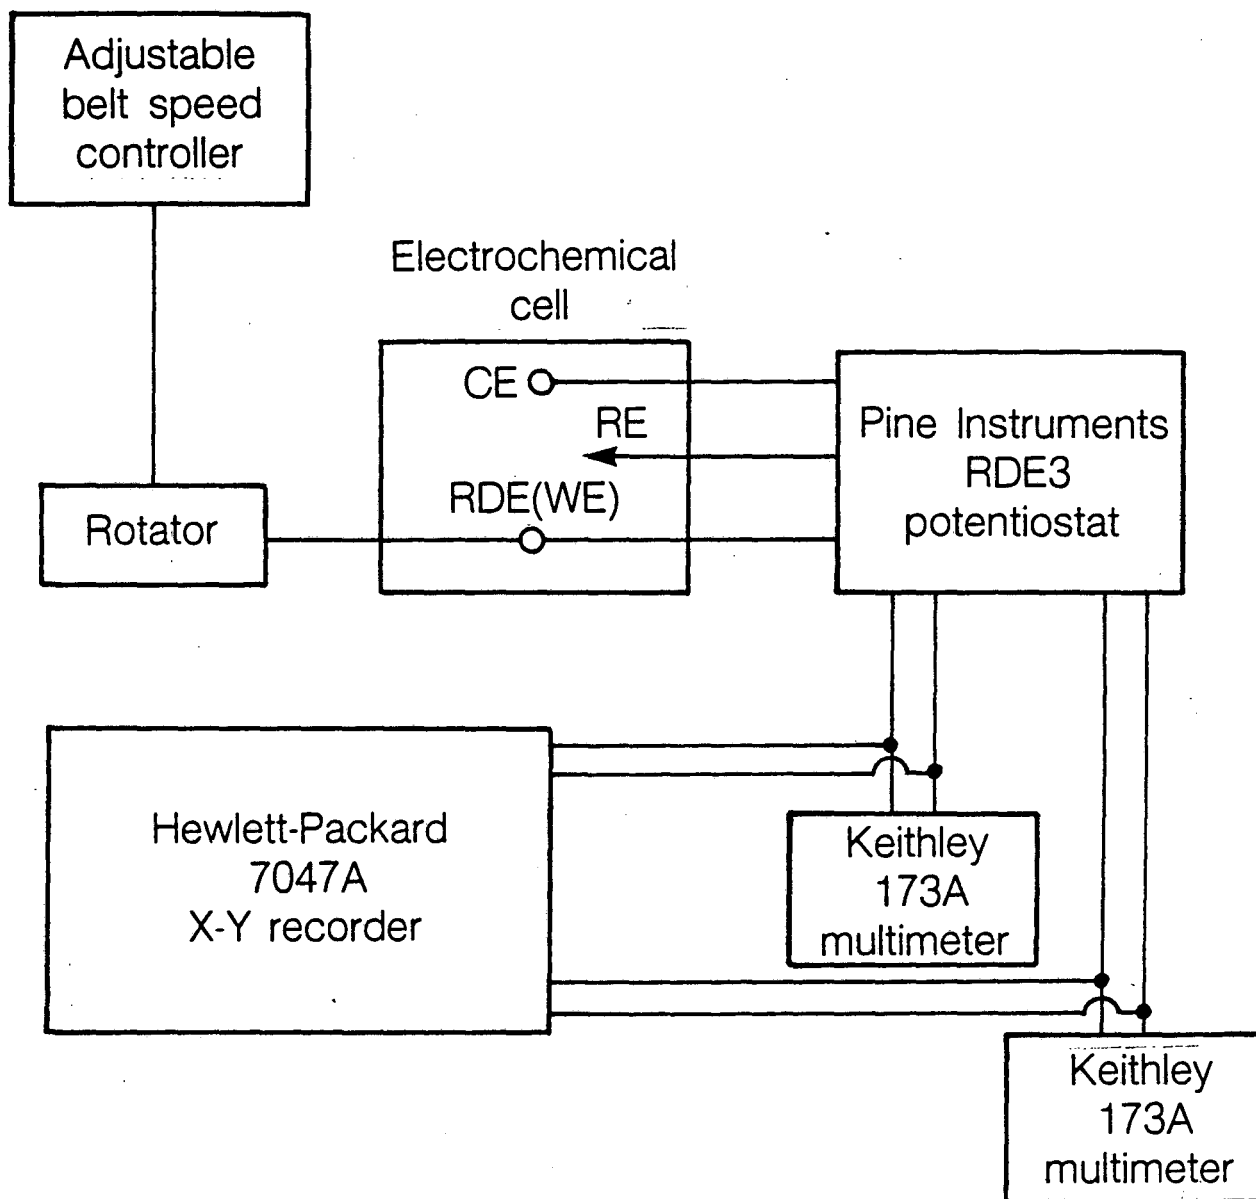 Adjustable
belt speed
controller
Electrochemical
cell
CE
RE
RDE(WE)
Pine Instruments
RDE3
potentiostat
Rotator
Hewlett-Packard
7047A
X-Y recorder
Keithley
173A
multimeter
Keithley
173A
multimeter